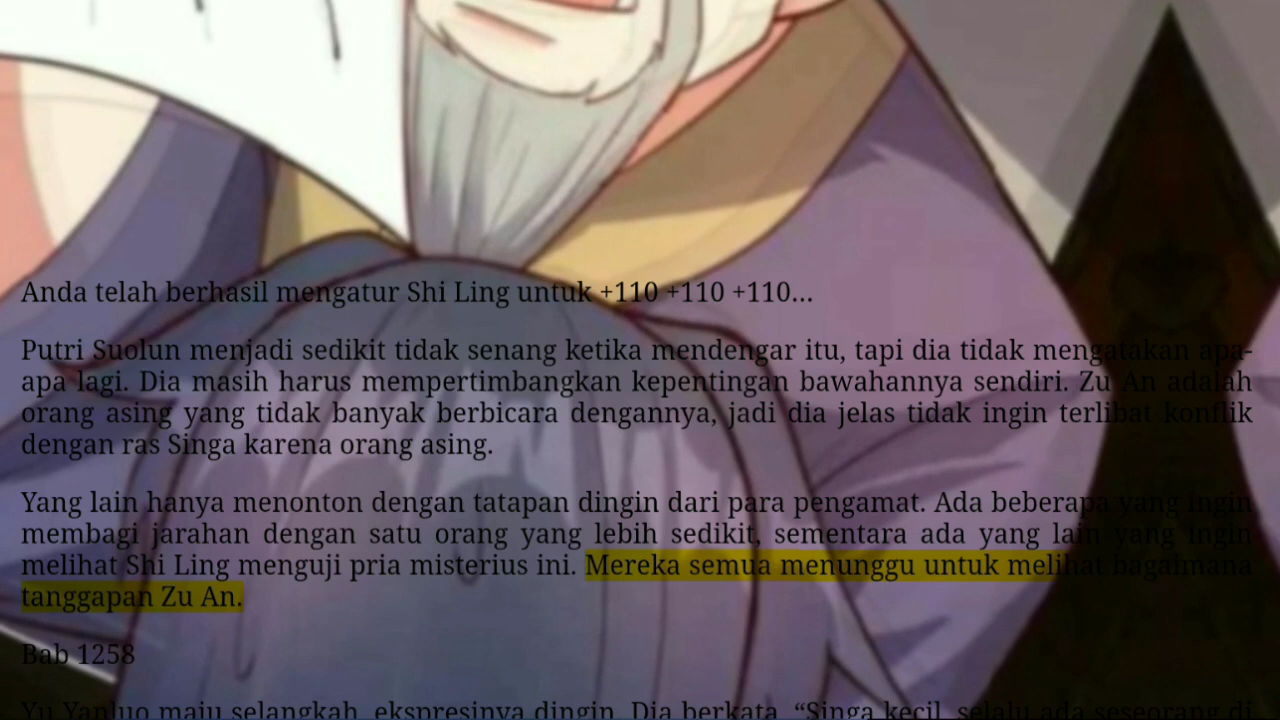 Anda telah berhasil mengatur Shi Ling untuk +110 +110 +110...
Putri Suolun menjadi sedikit tidak senang ketika mendengar itu, tapi dia tidak mengatakan apa-
apa lagi. Dia masih harus mempertimbangkan kepentingan bawahannya sendiri. Zu An adalah
orang asing yang tidak banyak berbicara dengannya, jadi dia jelas tidak ingin terlibat konflik
dengan ras Singa karena orang asing.
Yang lain hanya menonton dengan tatapan dingin dari para pengamat. Ada beberapa yang ingin
membagi jarahan dengan satu orang yang lebih sedikit, sementara ada yang lain yang ingin
melihat Shi Ling menguji pria misterius ini. Mereka semua menunggu untuk melihat bagaimana
tanggapan Zu An.
Bab 1258
Yu Yanluo maju selangkah, ekspresinya dingin. Dia berkata, “Singa kecil, selalu ada seseorang di